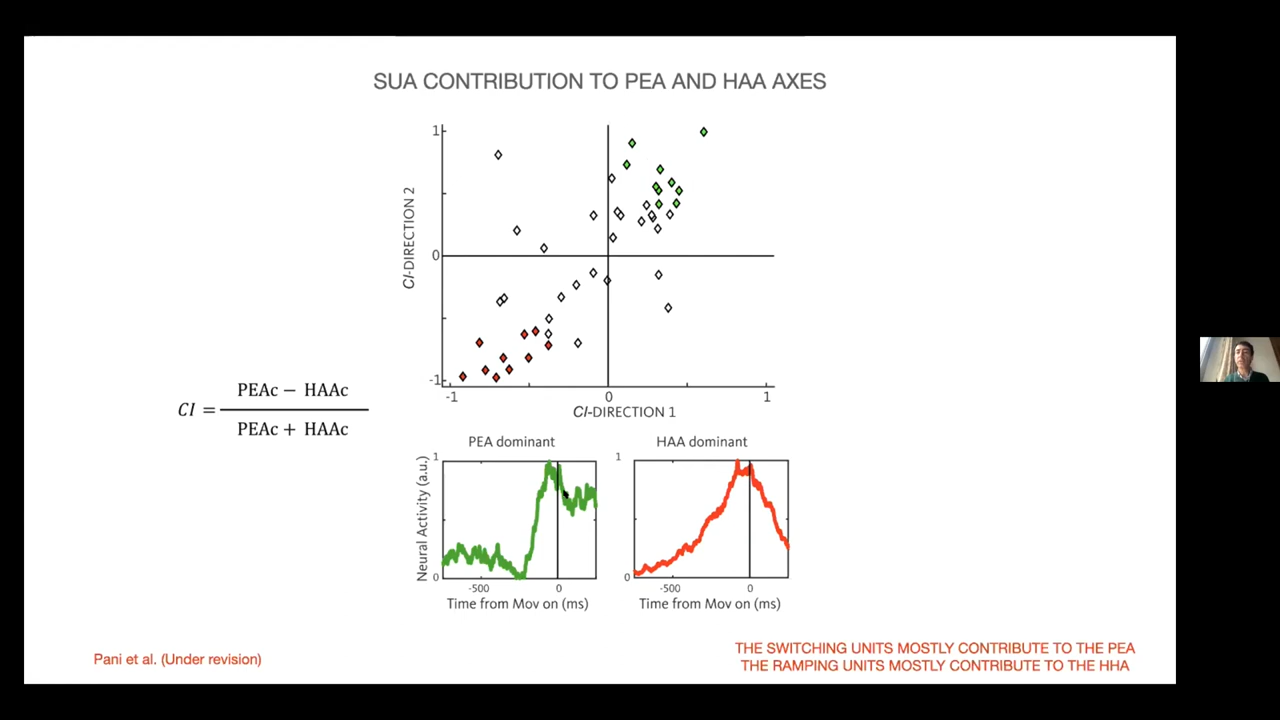 SUA CONTRIBUTION TO PEA AND HAA AXES
1
0
-1
CI-DIRECTION 2
-1
0
1
CI-DIRECTION 1
CI = PEAc − HAAc
PEAc + HAAc
PEA dominant
HAA dominant
Neural Activity (a.u.)
1
0
-500
0
Time from Mov on (ms)
1
0
-500
0
Time from Mov on (ms)
Pani et al. (Under revision)
THE SWITCHING UNITS MOSTLY CONTRIBUTE TO THE PEA
THE RAMPING UNITS MOSTLY CONTRIBUTE TO THE HHA